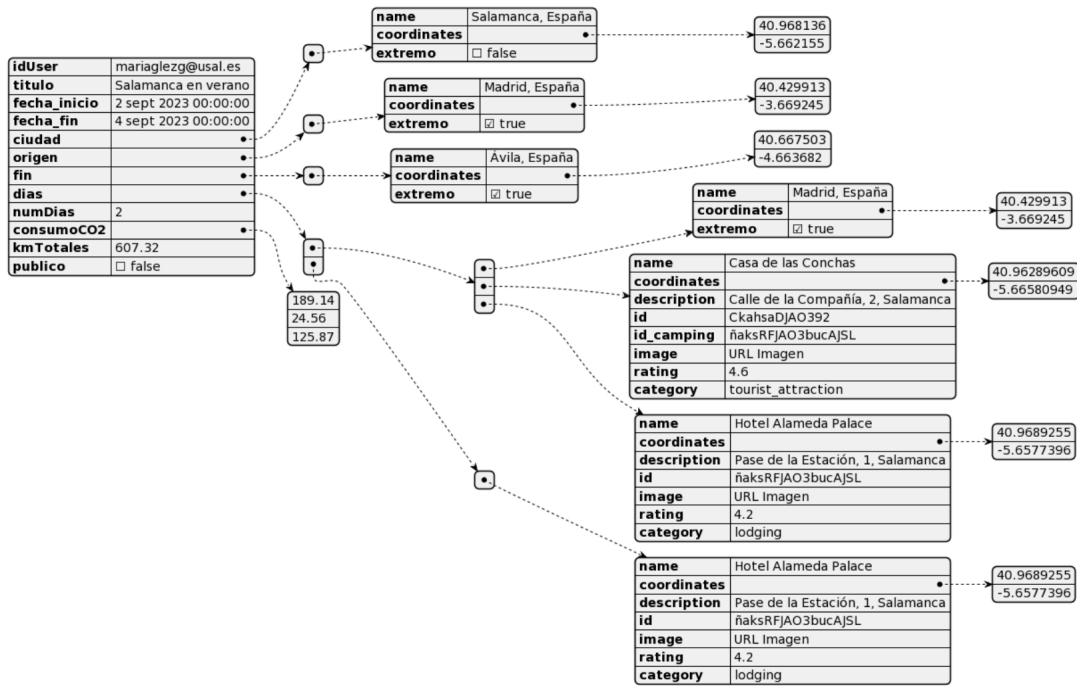 idUser mariaglezg@usal.es
titulo Salamanca en verano
fecha_inicio 2 sept 2023 00:00:00
fecha_fin 4 sept 2023 00:00:00
ciudad
origen
fin
dias
numDias 2
consumoCO2
kmTotales 607.32
publico ☐ false
name Salamanca, España
coordinates
extremo ☐ false
40.968136
-5.662155
name Madrid, España
coordinates
extremo ☑ true
40.429913
-3.669245
name Ávila, España
coordinates
extremo ☑ true
40.667503
-4.663682
189.14
24.56
125.87
name Madrid, España
coordinates
extremo ☑ true
40.429913
-3.669245
name Casa de las Conchas
coordinates
description Calle de la Compañía, 2, Salamanca
id CkahsaDJAO392
id_camping ñaksRFJAO3bucAJSL
image URL Imagen
rating 4.6
category tourist_attraction
40.96289609
-5.66580949
name Hotel Alameda Palace
coordinates
description Pase de la Estación, 1, Salamanca
id ñaksRFJAO3bucAJSL
image URL Imagen
rating 4.2
category lodging
40.9689255
-5.6577396
name Hotel Alameda Palace
coordinates
description Pase de la Estación, 1, Salamanca
id ñaksRFJAO3bucAJSL
image URL Imagen
rating 4.2
category lodging
40.9689255
-5.6577396